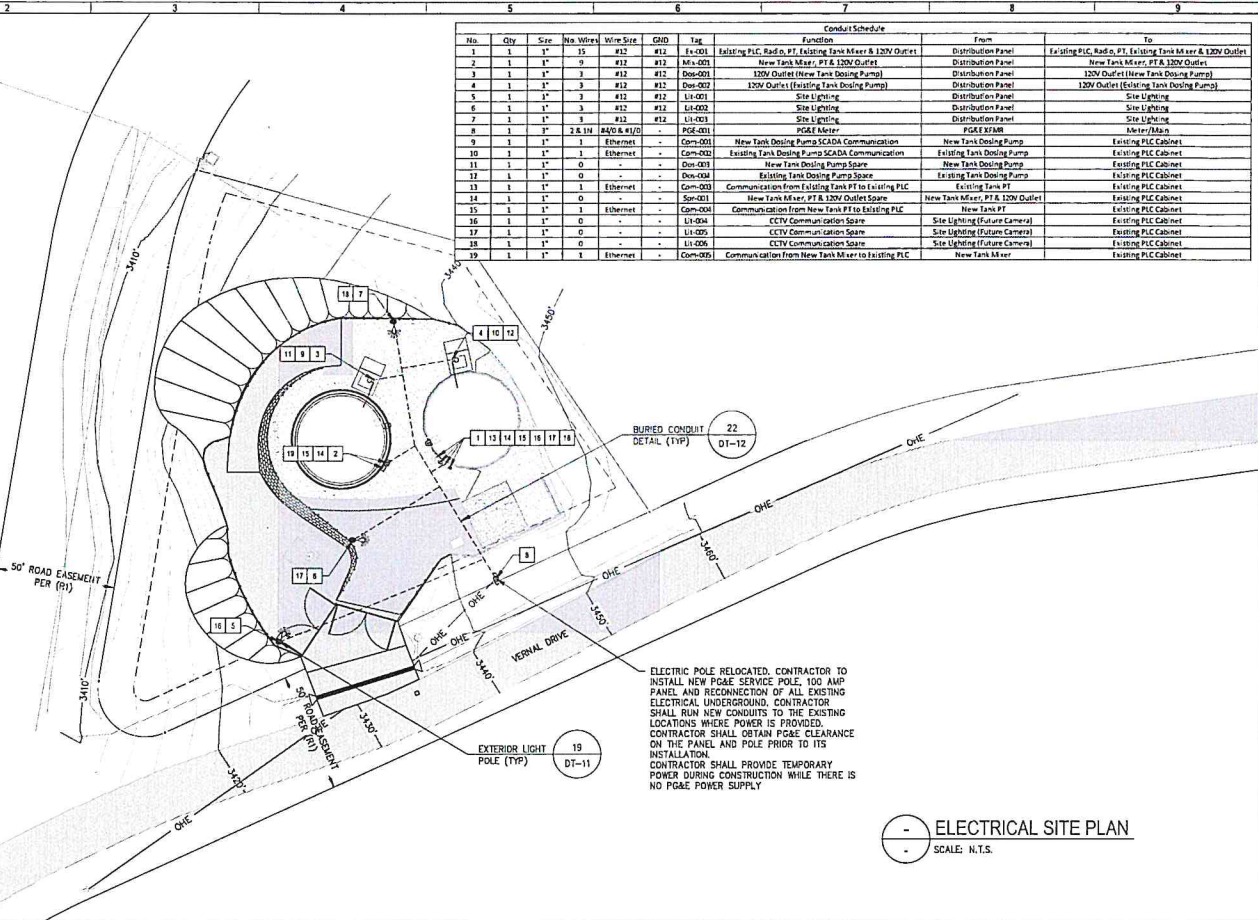 2 3 4 5 6 7 8 9
Conduit Schedule
No. Qty Size No. Wires Wire Size GND Tag Function From To
1 1 1" 15 #12 #12 Ex-001 Existing PLC, Radio, PT, Existing Tank Mixer & 120V Outlet Distribution Panel Existing PLC, Radio, PT, Existing Tank Mixer & 120V Outlet
2 1 1" 9 #12 #12 Mix-001 New Tank Mixer, PT & 120V Outlet Distribution Panel New Tank Mixer, PT & 120V Outlet
3 1 1" 3 #12 #12 Dos-001 120V Outlet (New Tank Dosing Pump) Distribution Panel 120V Outlet (New Tank Dosing Pump)
4 1 1" 3 #12 #12 Dos-002 120V Outlet (Existing Tank Dosing Pump) Distribution Panel 120V Outlet (Existing Tank Dosing Pump)
5 1 1" 3 #12 #12 Lit-001 Site Lighting Distribution Panel Site Lighting
6 1 1" 3 #12 #12 Lit-002 Site Lighting Distribution Panel Site Lighting
7 1 1" 3 #12 #12 Lit-003 Site Lighting Distribution Panel Site Lighting
8 1 3" 2 & 1N #4/0 & #1/0 - PGE-001 PG&E Meter PG&E XFMR Meter/Main
9 1 1" 1 Ethernet - Com-001 New Tank Dosing Pump SCADA Communication New Tank Dosing Pump Existing PLC Cabinet
10 1 1" 1 Ethernet - Com-002 Existing Tank Dosing Pump SCADA Communication Existing Tank Dosing Pump Existing PLC Cabinet
11 1 1" 0 - - Dos-003 New Tank Dosing Pump Spare New Tank Dosing Pump Existing PLC Cabinet
12 1 1" 0 - - Dos-004 Existing Tank Dosing Pump Space Existing Tank Dosing Pump Existing PLC Cabinet
13 1 1" 1 Ethernet - Com-003 Communication from Existing Tank PT to Existing PLC Existing Tank PT Existing PLC Cabinet
14 1 1" 0 - - Spr-001 New Tank Mixer, PT & 120V Outlet Spare New Tank Mixer, PT & 120V Outlet Existing PLC Cabinet
15 1 1" 1 Ethernet - Com-004 Communication from New Tank PT to Existing PLC New Tank PT Existing PLC Cabinet
16 1 1" 0 - - Lit-004 CCTV Communication Spare Site Lighting (Future Camera) Existing PLC Cabinet
17 1 1" 0 - - Lit-005 CCTV Communication Spare Site Lighting (Future Camera) Existing PLC Cabinet
18 1 1" 0 - - Lit-006 CCTV Communication Spare Site Lighting (Future Camera) Existing PLC Cabinet
19 1 1" 1 Ethernet - Com-005 Communication from New Tank Mixer to Existing PLC New Tank Mixer Existing PLC Cabinet
3410'
3440'
3450'
18 7
4 10 12
11 9 3
1 13 14 15 16 17 18
19 15 14 2
BURIED CONDUIT
DETAIL (TYP)
22
DT-12
OHE
OHE
OHE
3460'
8
17 6
50' ROAD EASEMENT
PER (R1)
OHE
3450'
16 5
OHE
OHE
VERNAL DRIVE
3440'
3410'
50' ROAD EASEMENT
PER (R1)
3430'
3420'
OHE
EXTERIOR LIGHT
POLE (TYP)
19
DT-11
ELECTRIC POLE RELOCATED. CONTRACTOR TO
INSTALL NEW PG&E SERVICE POLE, 100 AMP
PANEL AND RECONNECTION OF ALL EXISTING
ELECTRICAL UNDERGROUND. CONTRACTOR
SHALL RUN NEW CONDUITS TO THE EXISTING
LOCATIONS WHERE POWER IS PROVIDED.
CONTRACTOR SHALL OBTAIN PG&E CLEARANCE
ON THE PANEL AND POLE PRIOR TO ITS
INSTALLATION.
CONTRACTOR SHALL PROVIDE TEMPORARY
POWER DURING CONSTRUCTION WHILE THERE IS
NO PG&E POWER SUPPLY
- ELECTRICAL SITE PLAN
- SCALE: N.T.S.